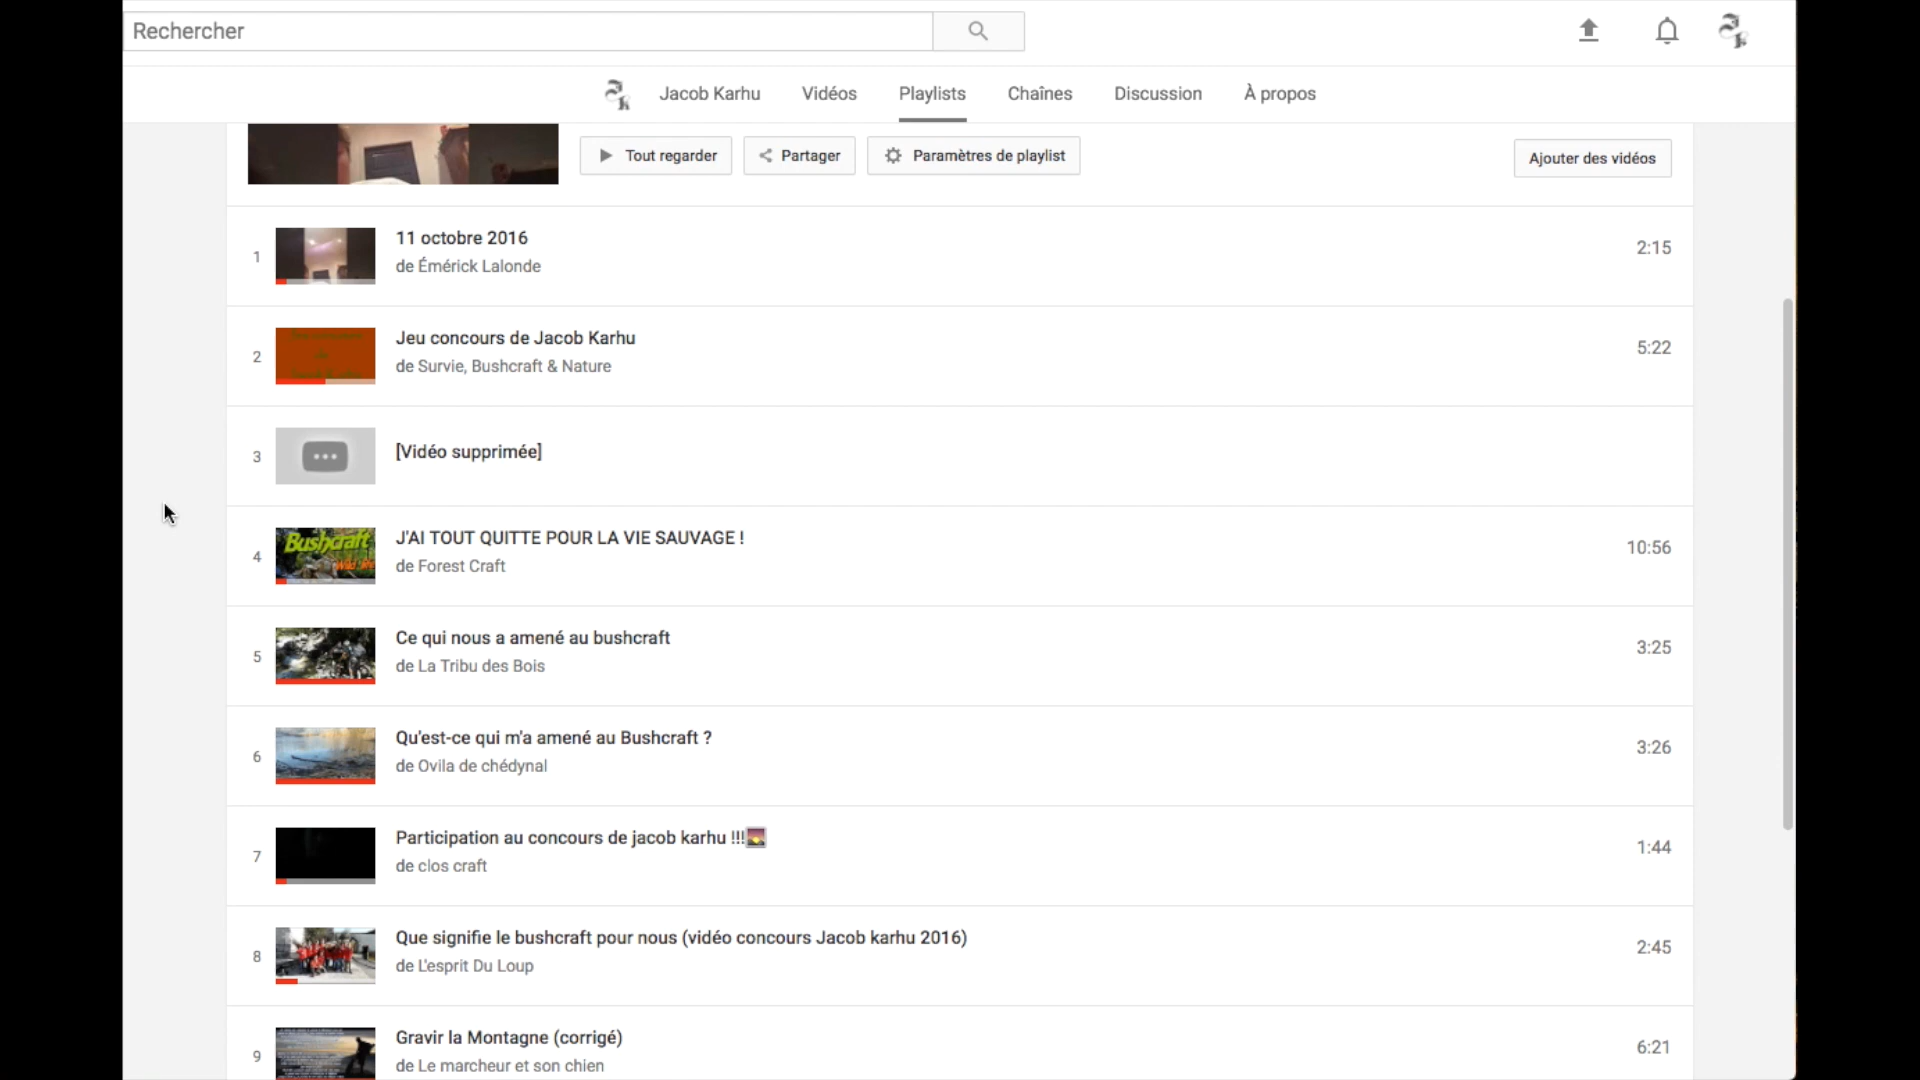 Rechercher
Jacob Karhu Vidéos Playlists Chaînes Discussion À propos
Tout regarder Partager Paramètres de playlist Ajouter des vidéos
1 11 octobre 2016 2:15
de Émérick Lalonde
2 Jeu concours de Jacob Karhu 5:22
de Survie, Bushcraft & Nature
3 [Vidéo supprimée]
4 Bushcraft J'AI TOUT QUITTE POUR LA VIE SAUVAGE ! 10:56
de Forest Craft
5 Ce qui nous a amené au bushcraft 3:25
de La Tribu des Bois
6 Qu'est-ce qui m'a amené au Bushcraft ? 3:26
de Ovila de chédynal
7 Participation au concours de jacob karhu !!! 1:44
de clos craft
8 Que signifie le bushcraft pour nous (vidéo concours Jacob karhu 2016) 2:45
de L'esprit Du Loup
9 Gravir la Montagne (corrigé) 6:21
de Le marcheur et son chien